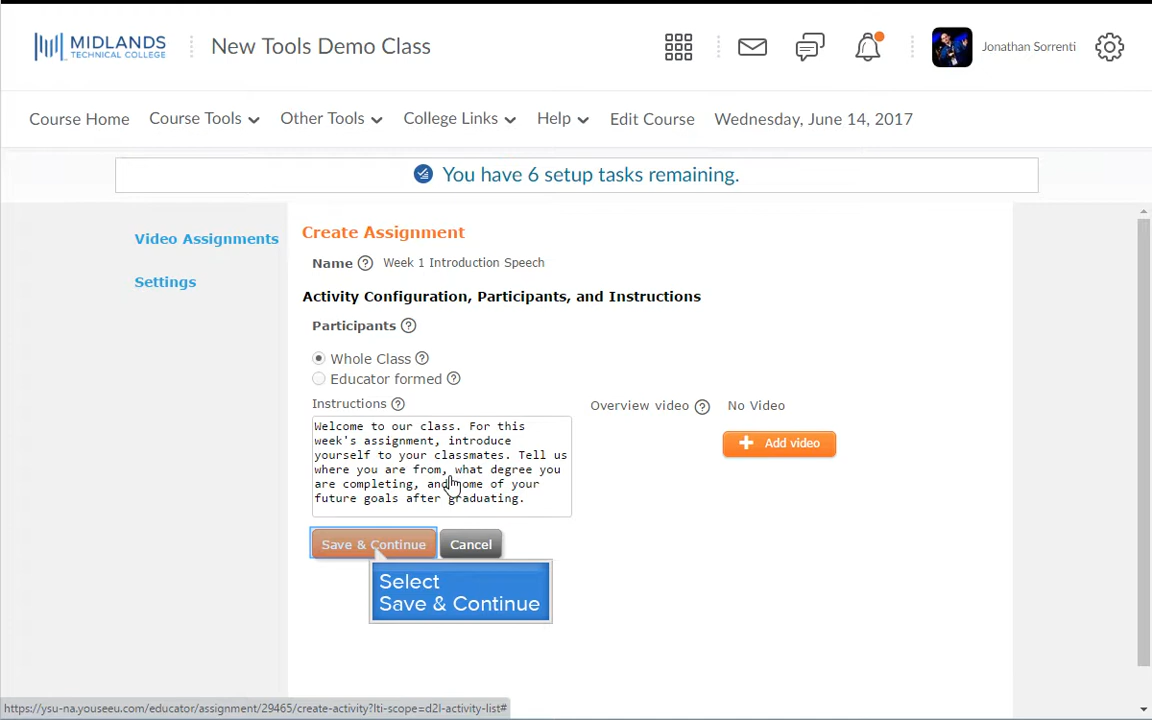 MIDLANDS
TECHNICAL COLLEGE
New Tools Demo Class
Jonathan Sorrenti
Course Home
Course Tools
Other Tools
College Links
Help
Edit Course
Wednesday, June 14, 2017
You have 6 setup tasks remaining.
Video Assignments
Settings
Create Assignment
Name ? Week 1 Introduction Speech
Activity Configuration, Participants, and Instructions
Participants ?
Whole Class ?
Educator formed ?
Instructions ?
Welcome to our class. For this
week's assignment, introduce
yourself to your classmates. Tell us
where you are from, what degree you
are completing, and ome of your
future goals after graduating.
Overview video ? No Video
+ Add video
Save & Continue
Cancel
Select
Save & Continue
https://ysu-na.youseeu.com/educator/assignment/29465/create-activity?lti-scope=d2l-activity-list#